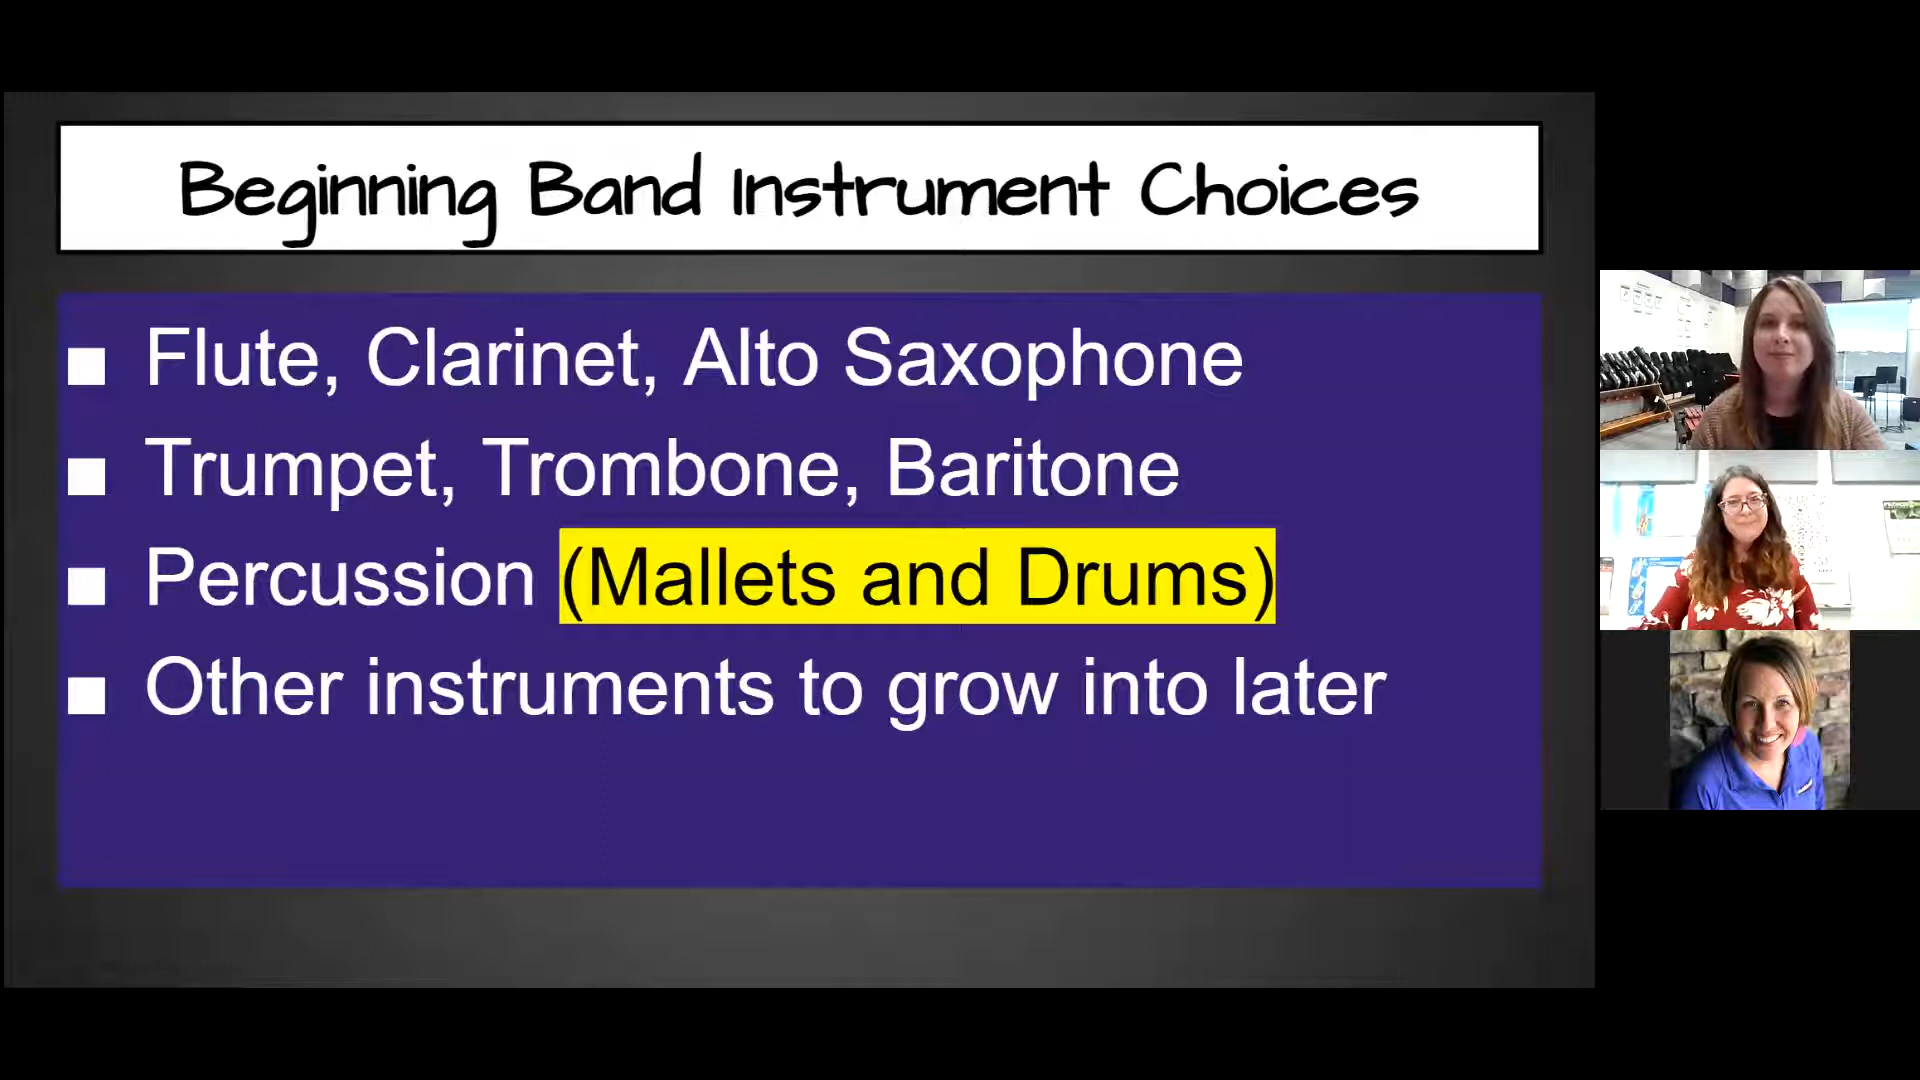 Beginning Band Instrument Choices
■ Flute, Clarinet, Alto Saxophone
■ Trumpet, Trombone, Baritone
■ Percussion (Mallets and Drums)
■ Other instruments to grow into later